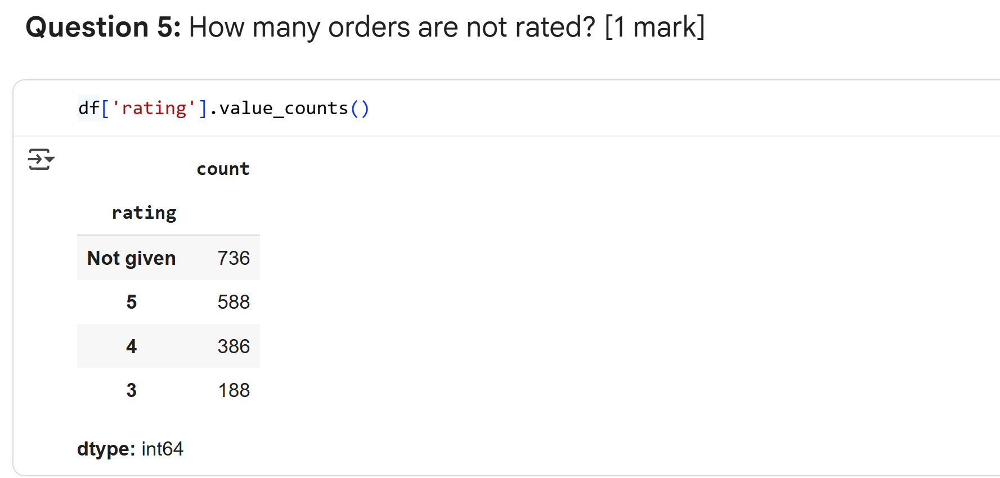 Question 5: How many orders are not rated? [1 mark]
df['rating'].value_counts()
count
rating
Not given 736
5 588
4 386
3 188
dtype: int64